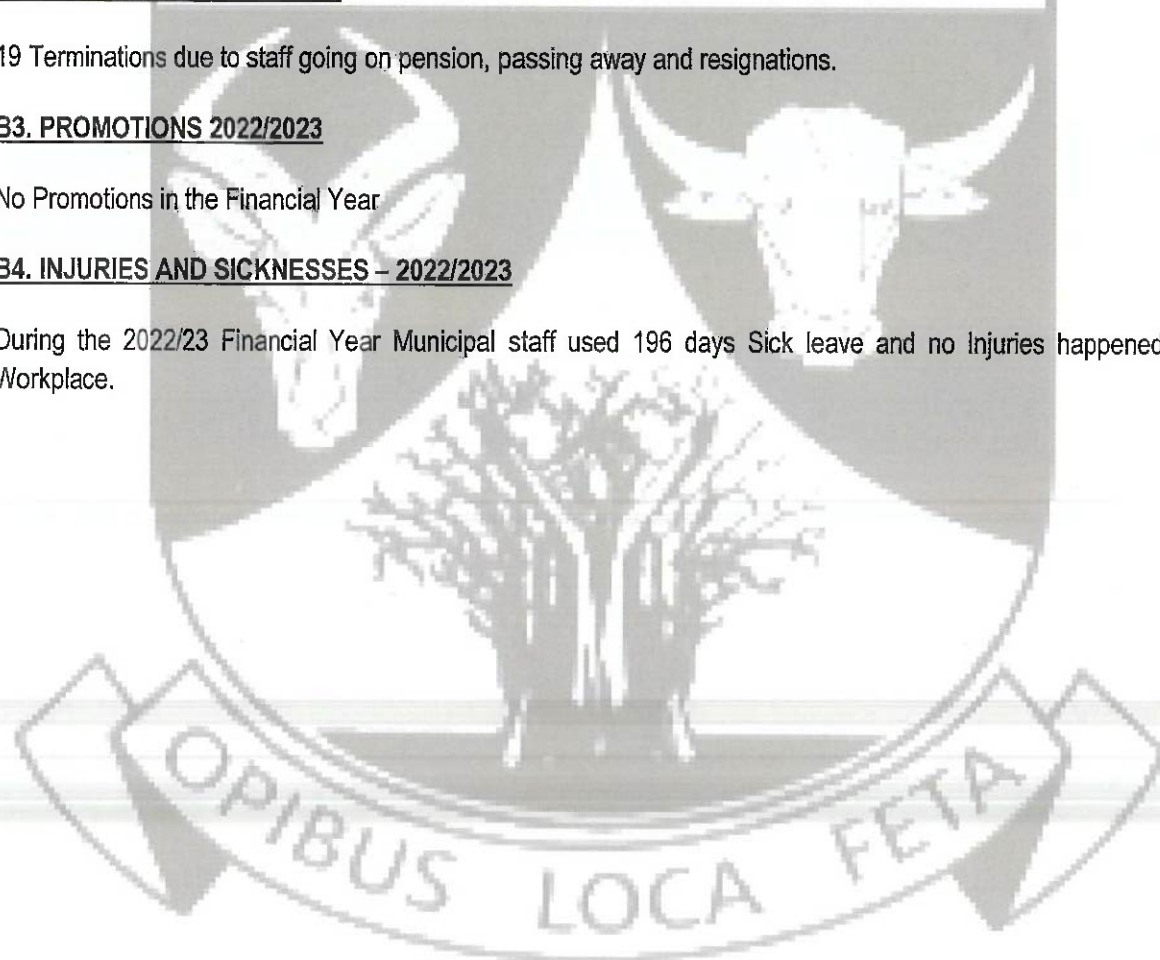 19 Terminations due to staff going on pension, passing away and resignations.
B3. PROMOTIONS 2022/2023
No Promotions in the Financial Year
B4. INJURIES AND SICKNESSES – 2022/2023
During the 2022/23 Financial Year Municipal staff used 196 days Sick leave and no Injuries happened
Workplace.
OPIBUS LOCA FETA